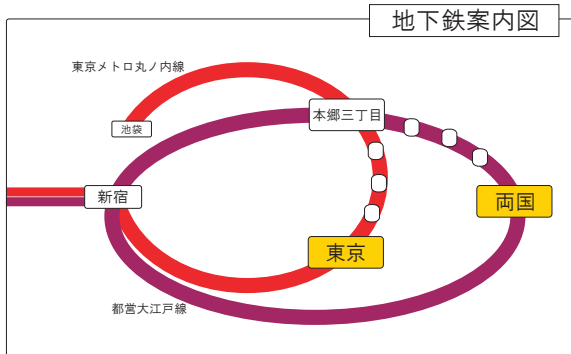 地下鉄案内図
東京メトロ丸ノ内線
本郷三丁目
池袋
新宿
両国
東京
都営大江戸線